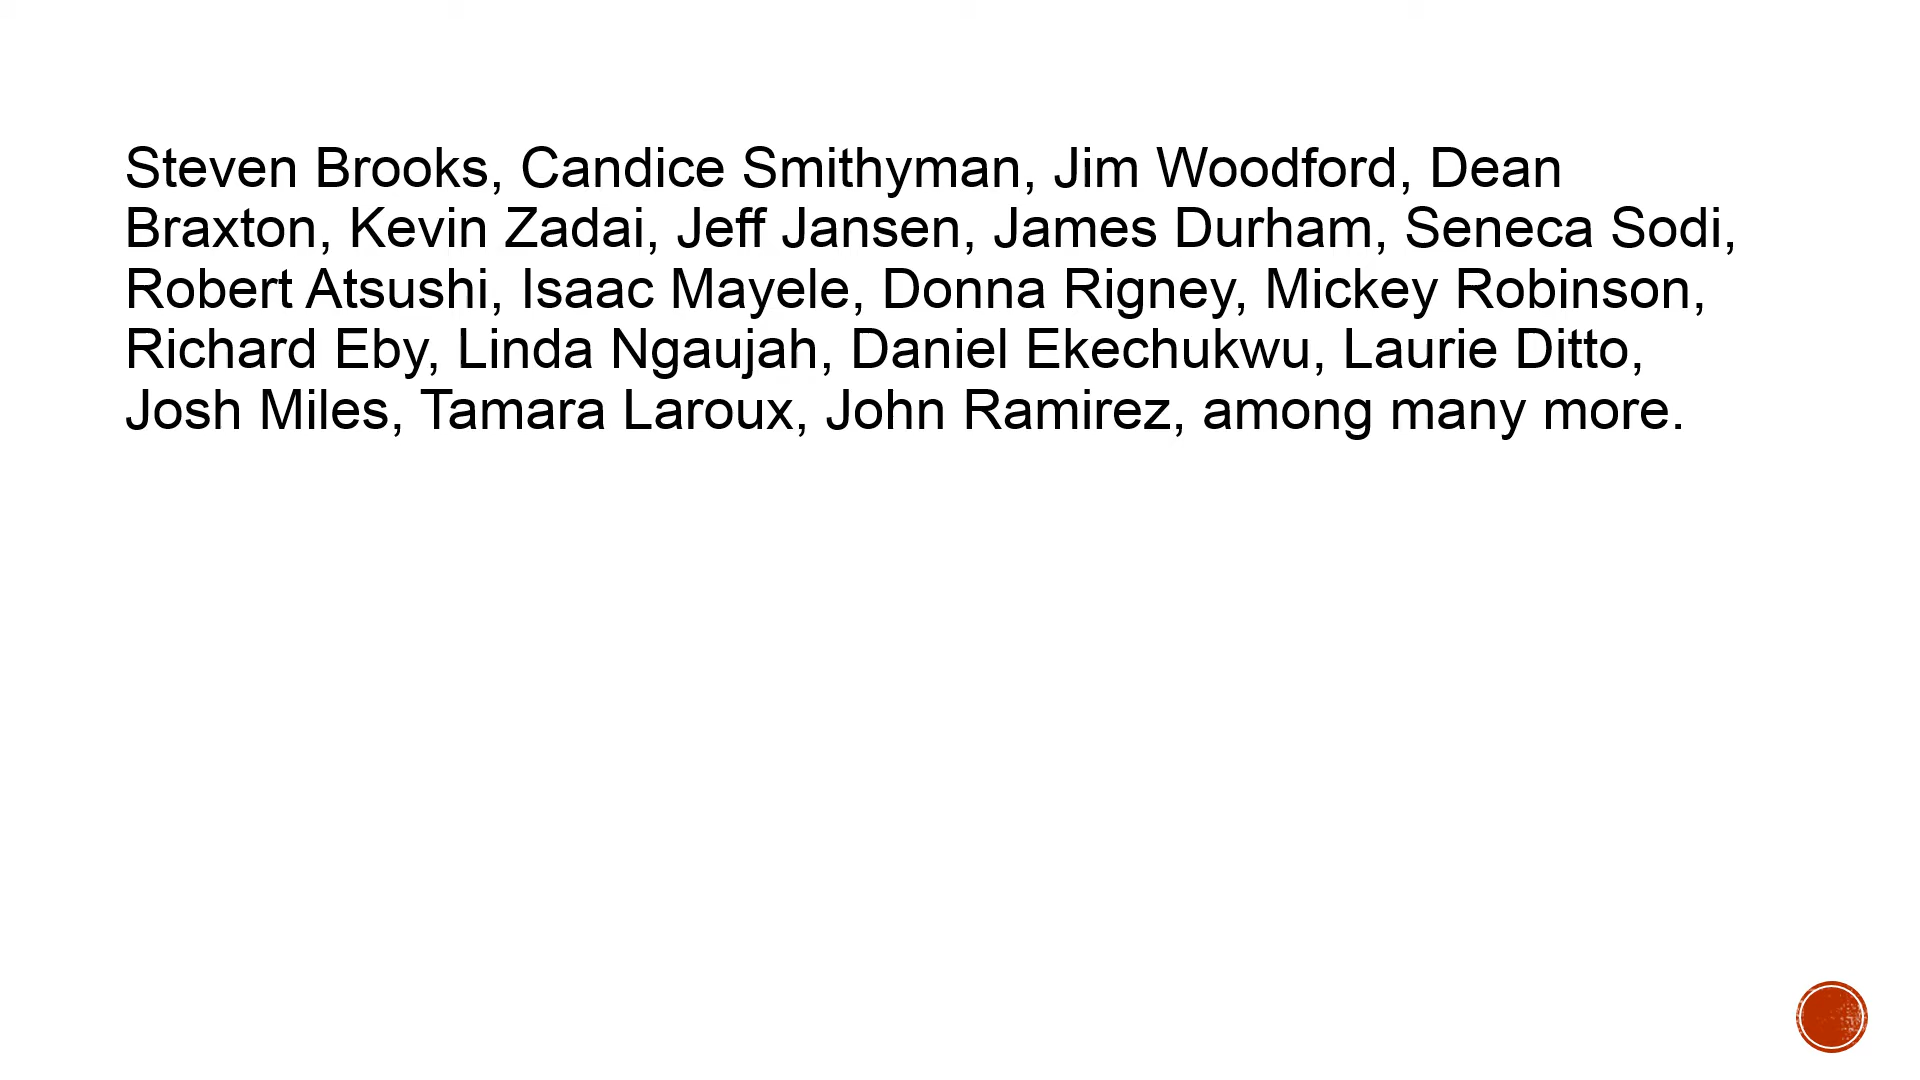 Steven Brooks, Candice Smithyman, Jim Woodford, Dean
Braxton, Kevin Zadai, Jeff Jansen, James Durham, Seneca Sodi,
Robert Atsushi, Isaac Mayele, Donna Rigney, Mickey Robinson,
Richard Eby, Linda Ngaujah, Daniel Ekechukwu, Laurie Ditto,
Josh Miles, Tamara Laroux, John Ramirez, among many more.